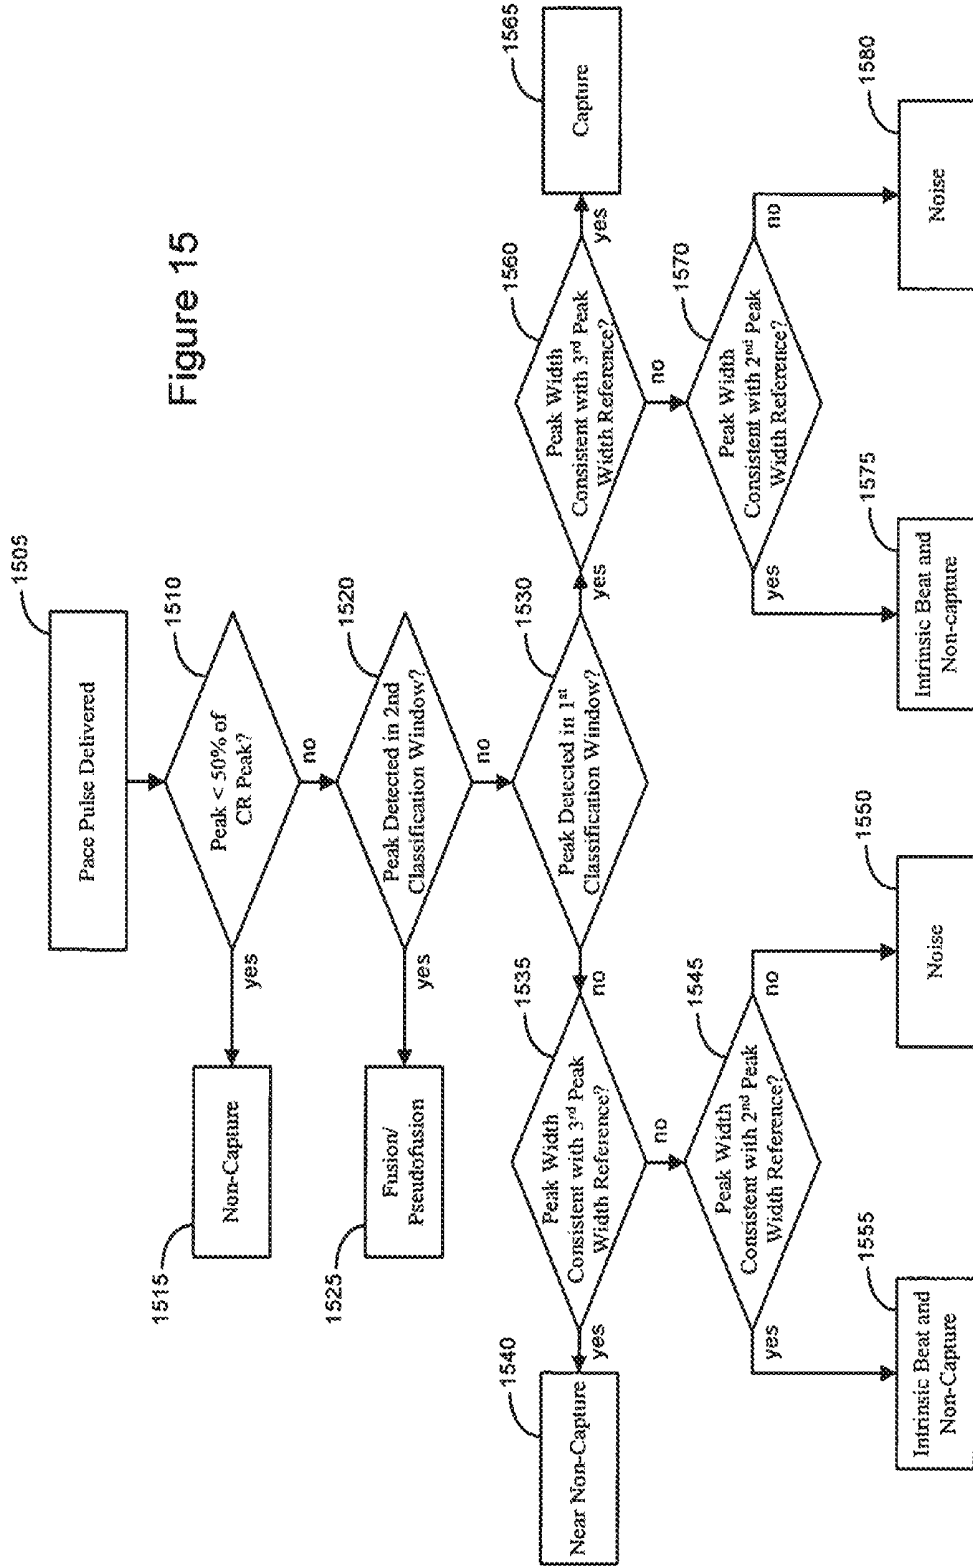 Figure 15
1505
Pace Pulse Delivered
1510
Peak < 50% of
CR Peak?
yes
no
1515
Non-Capture
1520
Peak Detected in 2nd
Classification Window?
yes
no
1525
Fusion/
Pseudofusion
1530
Peak Detected in 1st
Classification Window?
no
yes
1535
Peak Width
Consistent with 3rd Peak
Width Reference?
yes
no
1540
Near Non-Capture
1545
Peak Width
Consistent with 2nd Peak
Width Reference?
yes
no
1555
Intrinsic Beat and
Non-Capture
1550
Noise
1560
Peak Width
Consistent with 3rd Peak
Width Reference?
yes
no
1565
Capture
1570
Peak Width
Consistent with 2nd Peak
Width Reference?
yes
no
1575
Intrinsic Beat and
Non-capture
1580
Noise